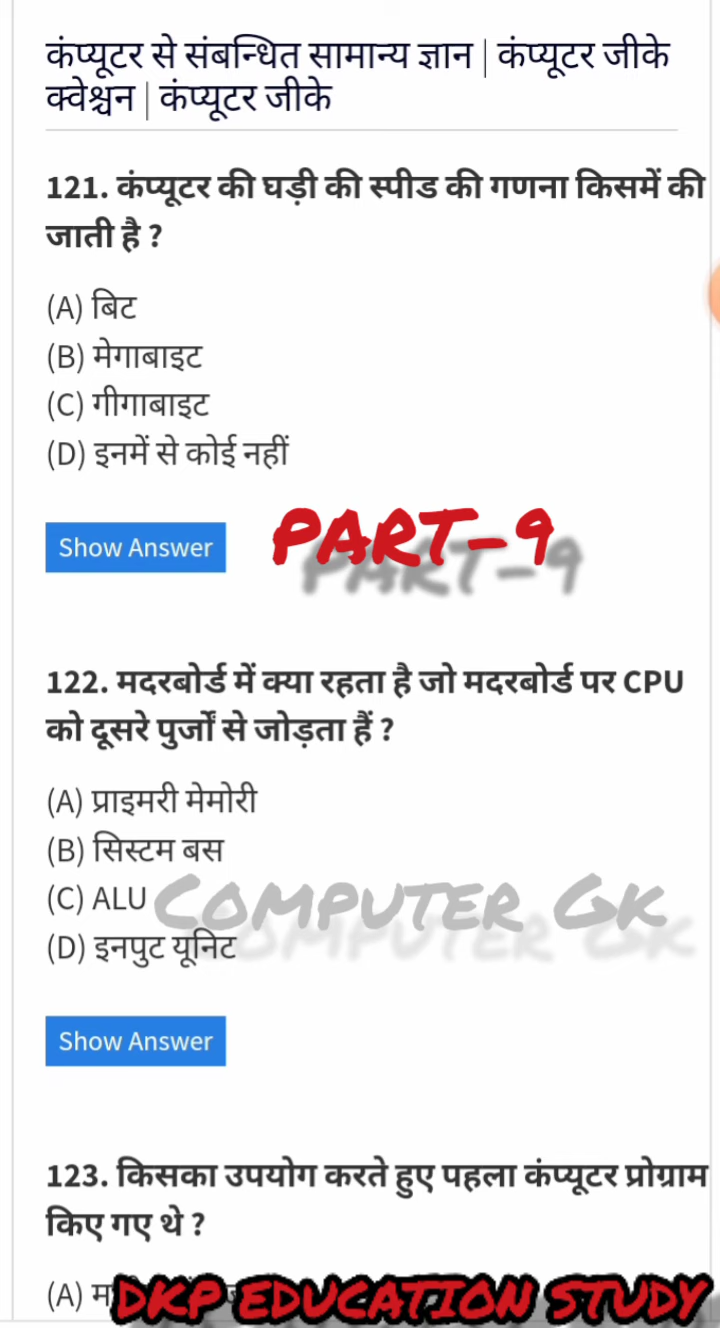 कंप्यूटर से संबन्धित सामान्य ज्ञान | कंप्यूटर जीके
क्वेश्चन | कंप्यूटर जीके
121. कंप्यूटर की घड़ी की स्पीड की गणना किसमें की
जाती है ?
(A) बिट
(B) मेगाबाइट
(C) गीगाबाइट
(D) इनमें से कोई नहीं
Show Answer
PART-9
122. मदरबोर्ड में क्या रहता है जो मदरबोर्ड पर CPU
को दूसरे पुर्जों से जोड़ता हैं ?
(A) प्राइमरी मेमोरी
(B) सिस्टम बस
(C) ALU
COMPUTER GK
(D) इनपुट यूनिट
Show Answer
123. किसका उपयोग करते हुए पहला कंप्यूटर प्रोग्राम
किए गए थे ?
(A)
DKP EDUCATION STUDY